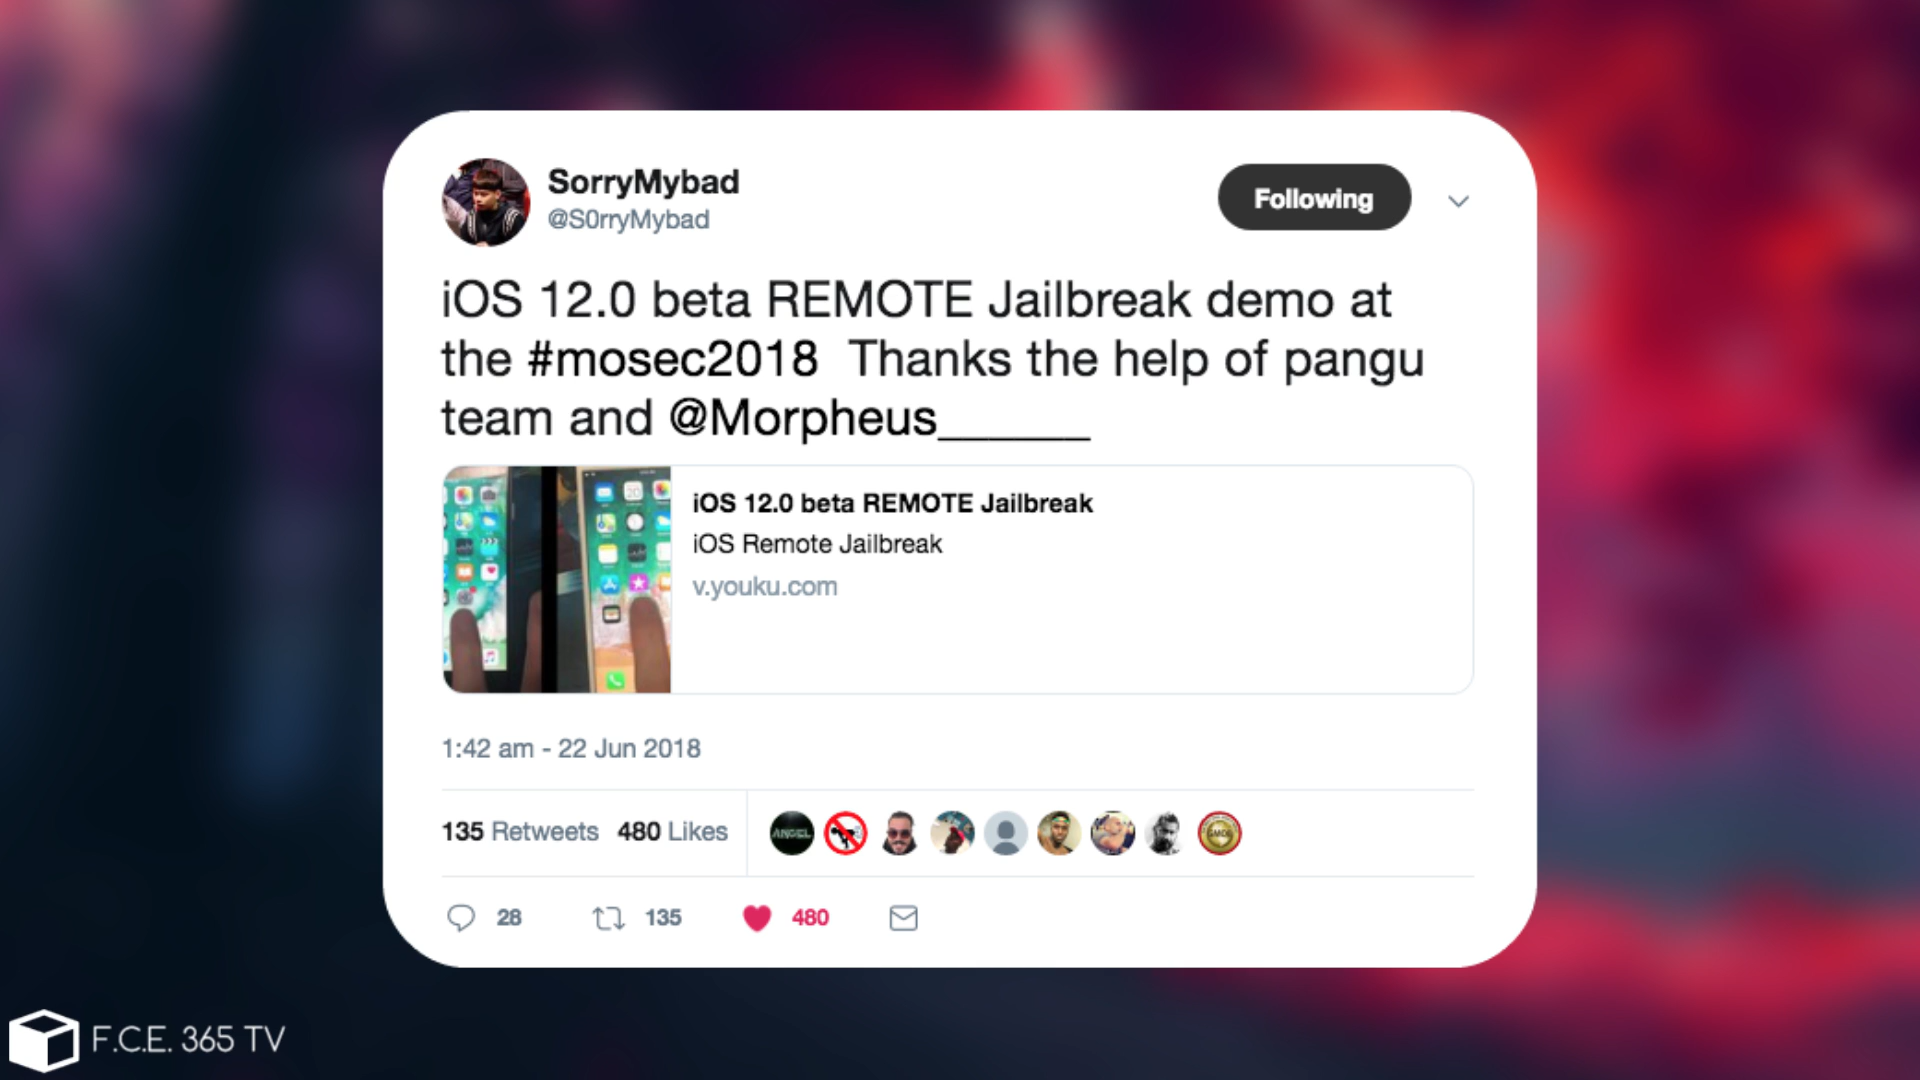 SorryMybad
@S0rryMybad
Following
iOS 12.0 beta REMOTE Jailbreak demo at
the #mosec2018 Thanks the help of pangu
team and @Morpheus______
iOS 12.0 beta REMOTE Jailbreak
iOS Remote Jailbreak
v.youku.com
1:42 am - 22 Jun 2018
135 Retweets 480 Likes
ANGEL
28 135 480
F.C.E. 365 TV